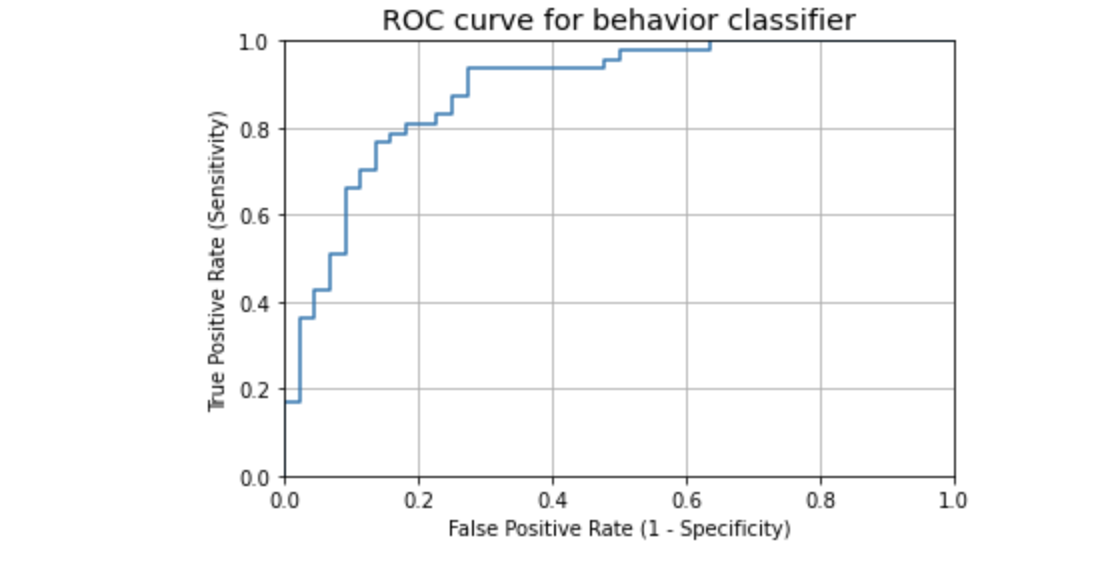 ROC curve for behavior classifier
1.0
0.8
0.6
0.4
0.2
0.0
True Positive Rate (Sensitivity)
0.0 0.2 0.4 0.6 0.8 1.0
False Positive Rate (1 - Specificity)